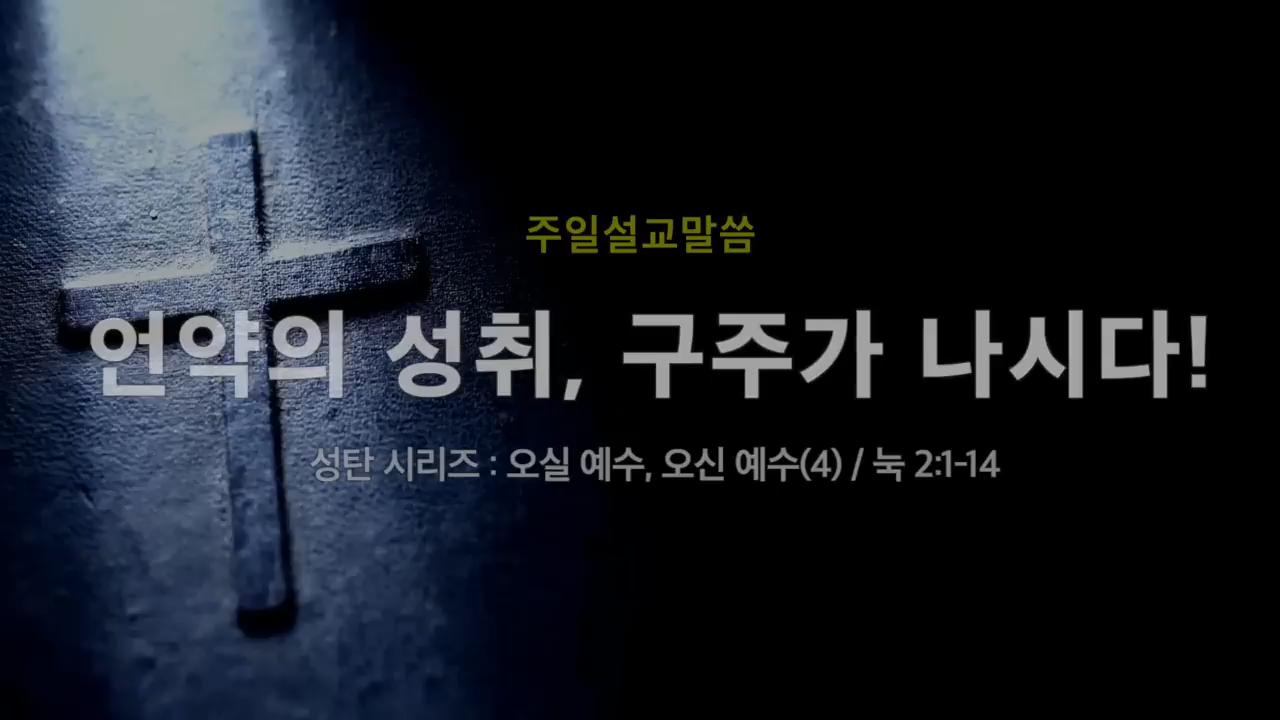 주일설교말씀
언약의 성취, 구주가 나시다!
성탄 시리즈 : 오실 예수, 오신 예수(4) / 눅 2:1-14